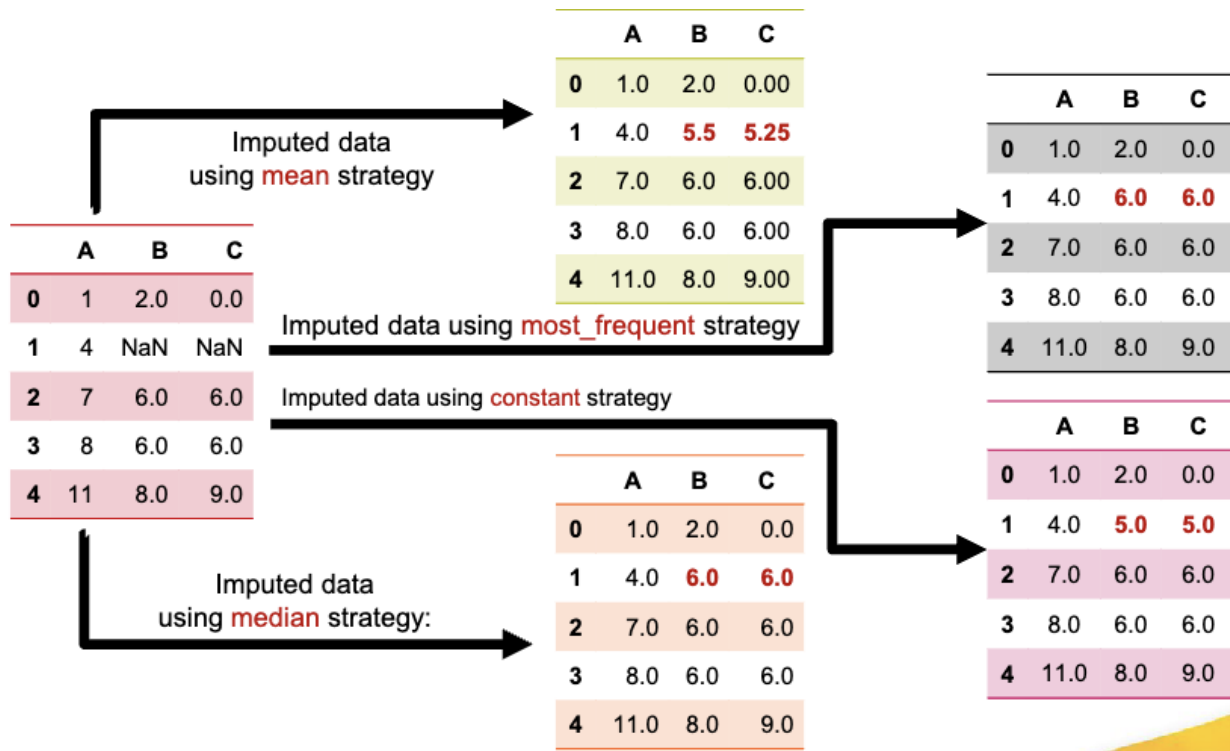 A B C
0 1.0 2.0 0.00
1 4.0 5.5 5.25
2 7.0 6.0 6.00
3 8.0 6.0 6.00
4 11.0 8.0 9.00
Imputed data
using mean strategy
A B C
0 1.0 2.0 0.0
1 4.0 6.0 6.0
2 7.0 6.0 6.0
3 8.0 6.0 6.0
4 11.0 8.0 9.0
A B C
0 1 2.0 0.0
1 4 NaN NaN
2 7 6.0 6.0
3 8 6.0 6.0
4 11 8.0 9.0
Imputed data using most_frequent strategy
Imputed data using constant strategy
A B C
0 1.0 2.0 0.0
1 4.0 5.0 5.0
2 7.0 6.0 6.0
3 8.0 6.0 6.0
4 11.0 8.0 9.0
Imputed data
using median strategy:
A B C
0 1.0 2.0 0.0
1 4.0 6.0 6.0
2 7.0 6.0 6.0
3 8.0 6.0 6.0
4 11.0 8.0 9.0